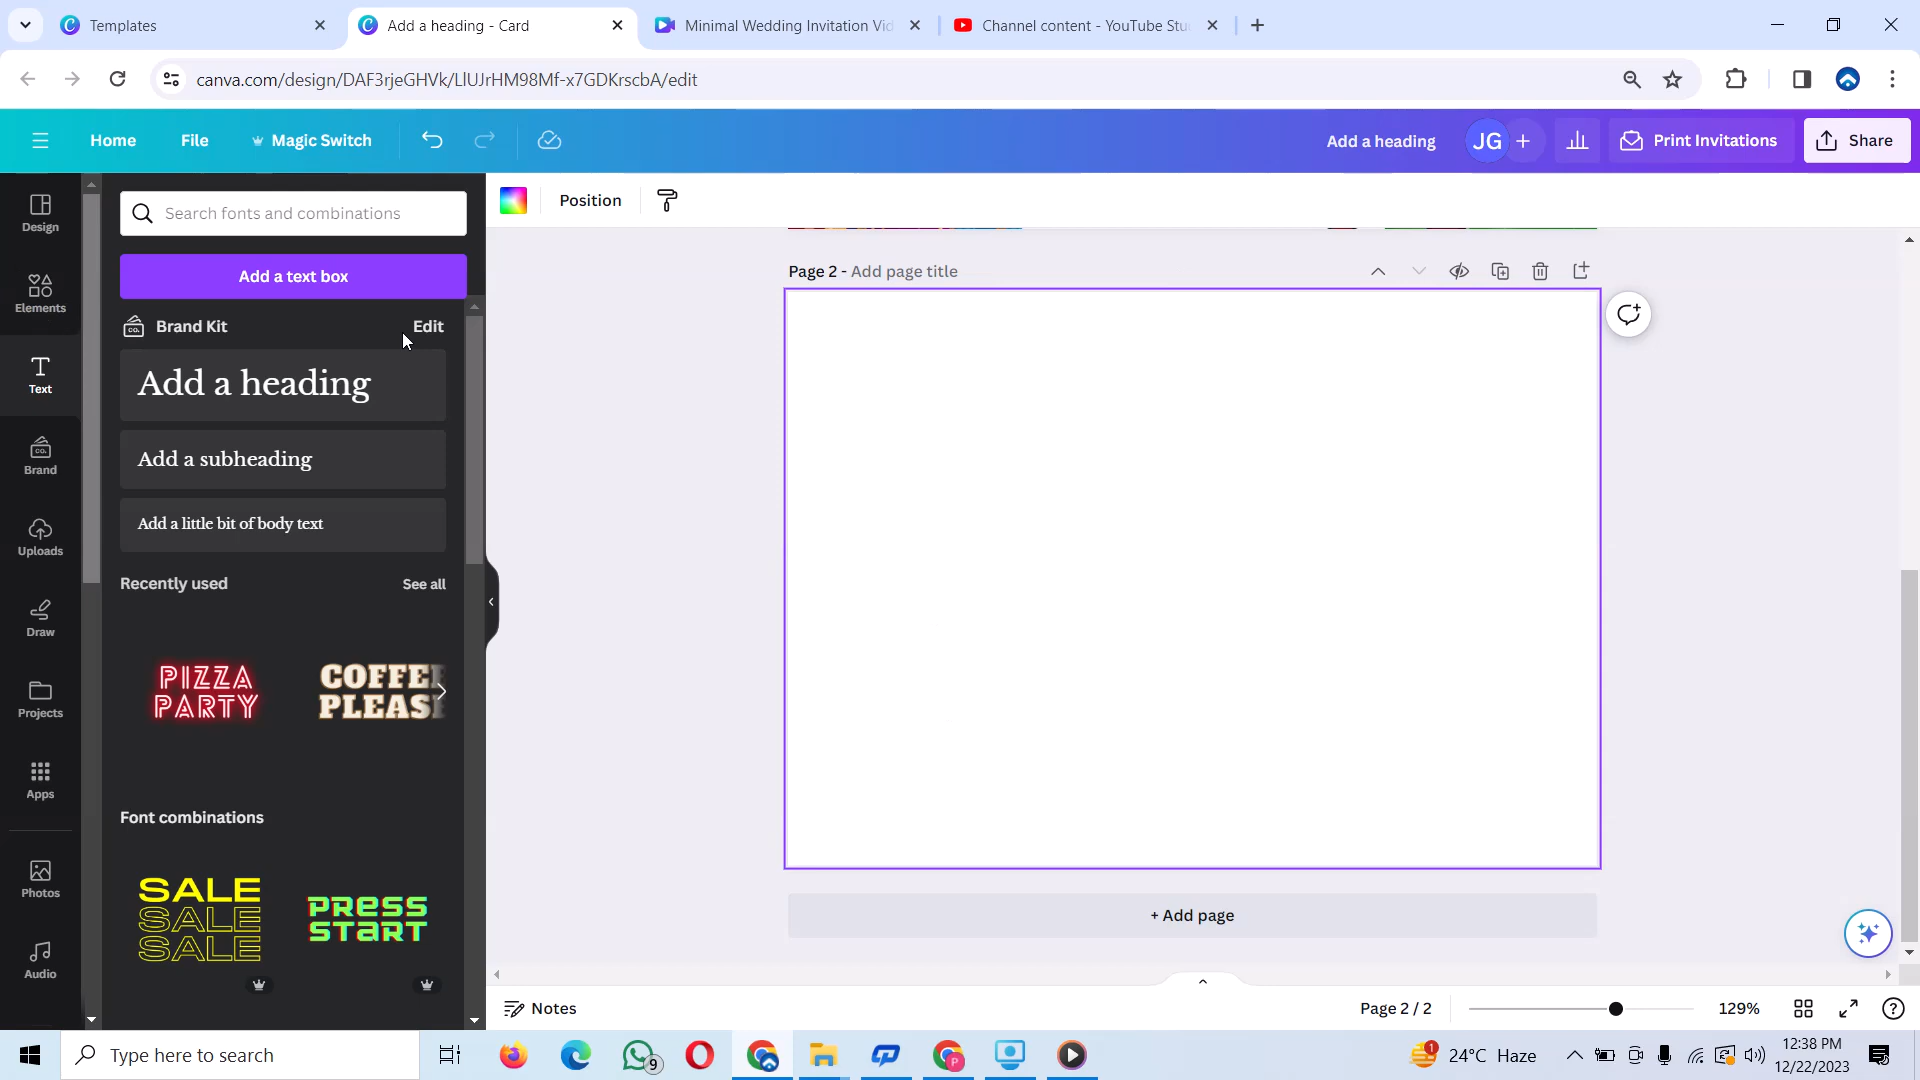 Templates
Add a heading - Card
Minimal Wedding Invitation Vid
Channel content - YouTube Stu
canva.com/design/DAF3rjeGHVk/LlUJrHM98Mf-x7GDKrscbA/edit
Home
File
Magic Switch
Add a heading
JG
Print Invitations
Share
Design
Elements
Text
Brand
Uploads
Draw
Projects
Apps
Photos
Audio
Search fonts and combinations
Add a text box
CO.
Brand Kit
Edit
Add a heading
Add a subheading
Add a little bit of body text
Recently used
See all
PIZZA
PARTY
COFFEE
PLEASE
Font combinations
SALE
SALE
SALE
PRESS
START
Position
Page 2 - Add page title
+ Add page
Notes
Page 2 / 2
129%
Type here to search
9
1
24°C Haze
12:38 PM
12/22/2023